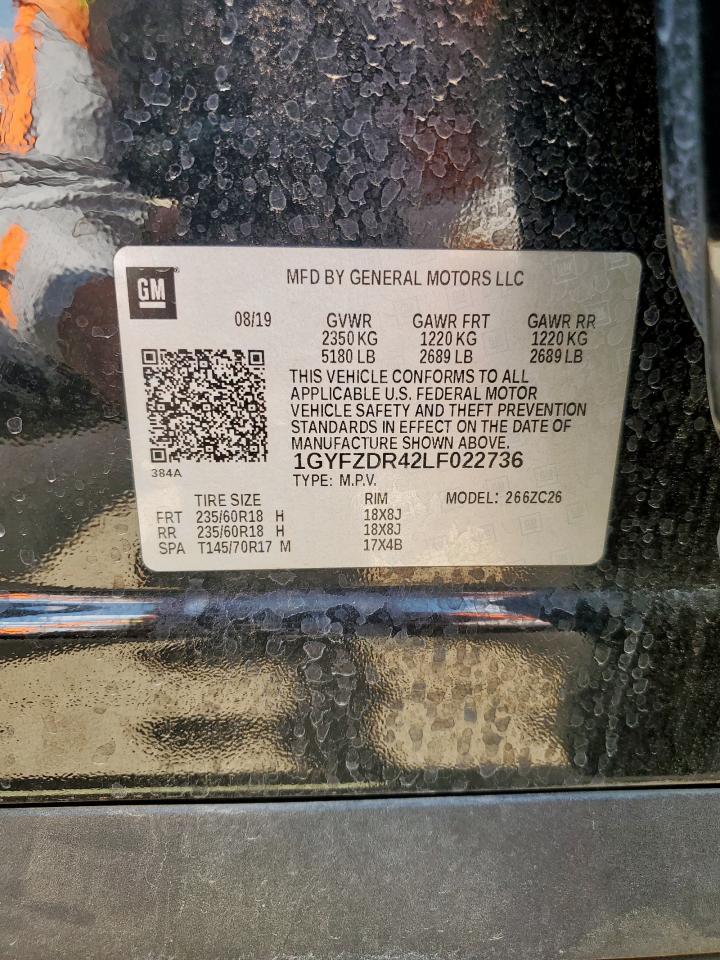 GM®
MFD BY GENERAL MOTORS LLC
08/19 GVWR GAWR FRT GAWR RR
2350 KG 1220 KG 1220 KG
5180 LB 2689 LB 2689 LB
THIS VEHICLE CONFORMS TO ALL
APPLICABLE U.S. FEDERAL MOTOR
VEHICLE SAFETY AND THEFT PREVENTION
STANDARDS IN EFFECT ON THE DATE OF
MANUFACTURE SHOWN ABOVE.
1GYFZDR42LF022736
384A
TYPE: M.P.V.
TIRE SIZE RIM MODEL: 266ZC26
FRT 235/60R18 H 18X8J
RR 235/60R18 H 18X8J
SPA T145/70R17 M 17X4B